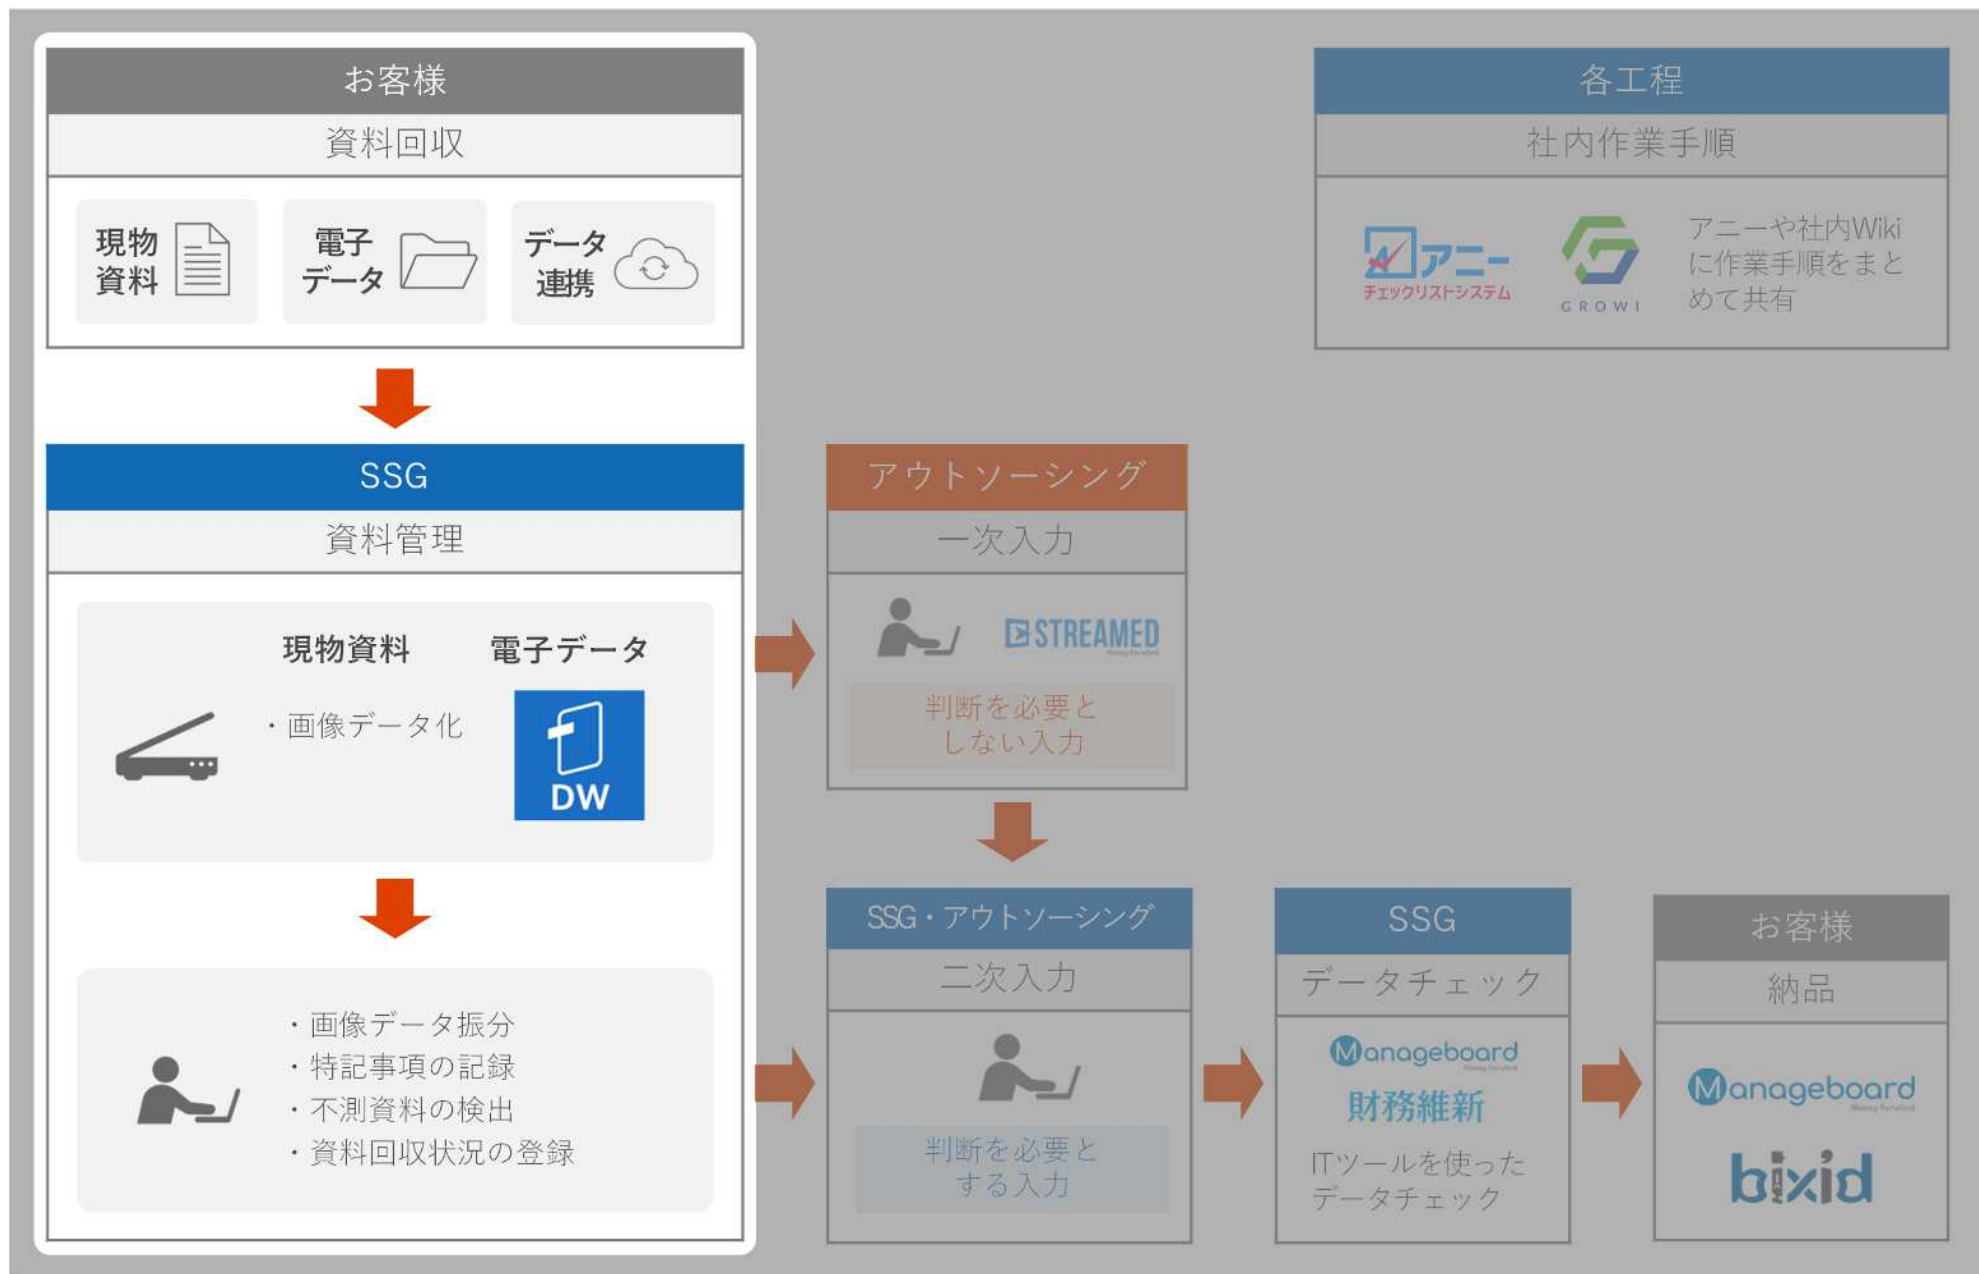 お客様
資料回収
現物
資料
電子
データ
データ
連携
SSG
資料管理
現物資料
電子データ
・画像データ化
DW
・画像データ振分
・特記事項の記録
・不測資料の検出
・資料回収状況の登録
各工程
社内作業手順
アニー
チェックリストシステム
GROWI
アニーや社内Wiki
に作業手順をまと
めて共有
アウトソーシング
一次入力
STREAMED
Money Forward
判断を必要と
しない入力
SSG・アウトソーシング
二次入力
判断を必要と
する入力
SSG
データチェック
Manageboard
Money Forward
財務維新
ITツールを使った
データチェック
お客様
納品
Manageboard
Money Forward
bixid